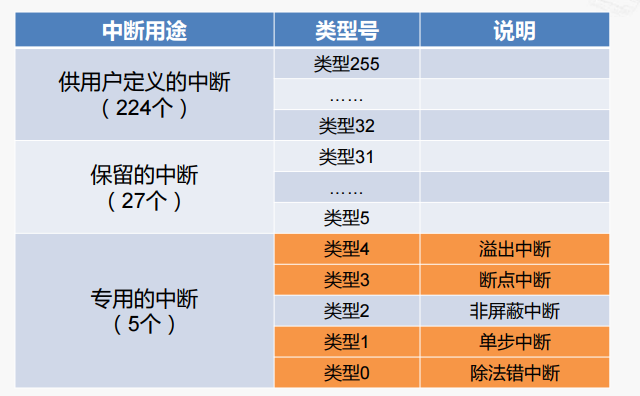 中断用途 类型号 说明
供用户定义的中断
（224个）
类型255
……
类型32
保留的中断
（27个）
类型31
……
类型5
专用的中断
（5个）
类型4 溢出中断
类型3 断点中断
类型2 非屏蔽中断
类型1 单步中断
类型0 除法错中断